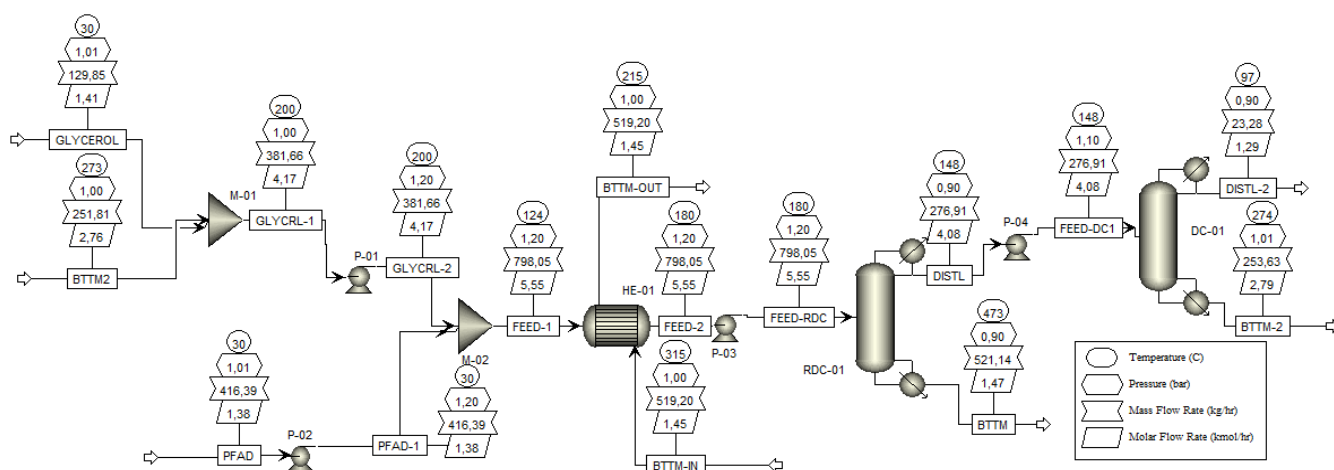 30
1,01
129,85
1,41
GLYCEROL
273
1,00
251,81
2,76
BTTM2
M-01
200
1,00
381,66
4,17
GLYCRL-1
P-01
200
1,20
381,66
4,17
GLYCRL-2
30
1,01
416,39
1,38
PFAD
P-02
PFAD-1
30
1,20
416,39
1,38
M-02
124
1,20
798,05
5,55
FEED-1
215
1,00
519,20
1,45
BTTM-OUT
HE-01
180
1,20
798,05
5,55
FEED-2
P-03
315
1,00
519,20
1,45
BTTM-IN
180
1,20
798,05
5,55
FEED-RDC
RDC-01
148
0,90
276,91
4,08
DISTL
473
0,90
521,14
1,47
BTTM
P-04
148
1,10
276,91
4,08
FEED-DC1
DC-01
97
0,90
23,28
1,29
DISTL-2
274
1,01
253,63
2,79
BTTM-2
Temperature (C)
Pressure (bar)
Mass Flow Rate (kg/hr)
Molar Flow Rate (kmol/hr)